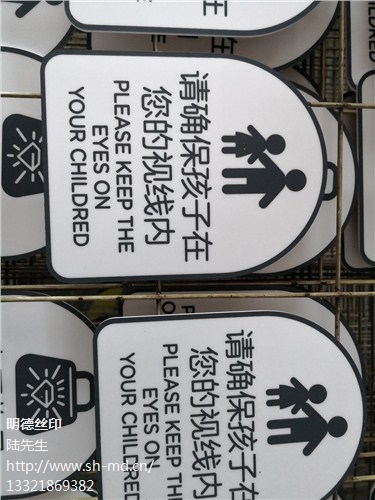 请确保孩子在
您的视线内
PLEASE KEEP THE
EYES ON
YOUR CHILDRED
请确保孩子在
您的视线内
PLEASE KEEP THE
EYES ON
YOUR CHILDRED
明德丝印
陆先生
http://www.sh-md.cn/
13321869382